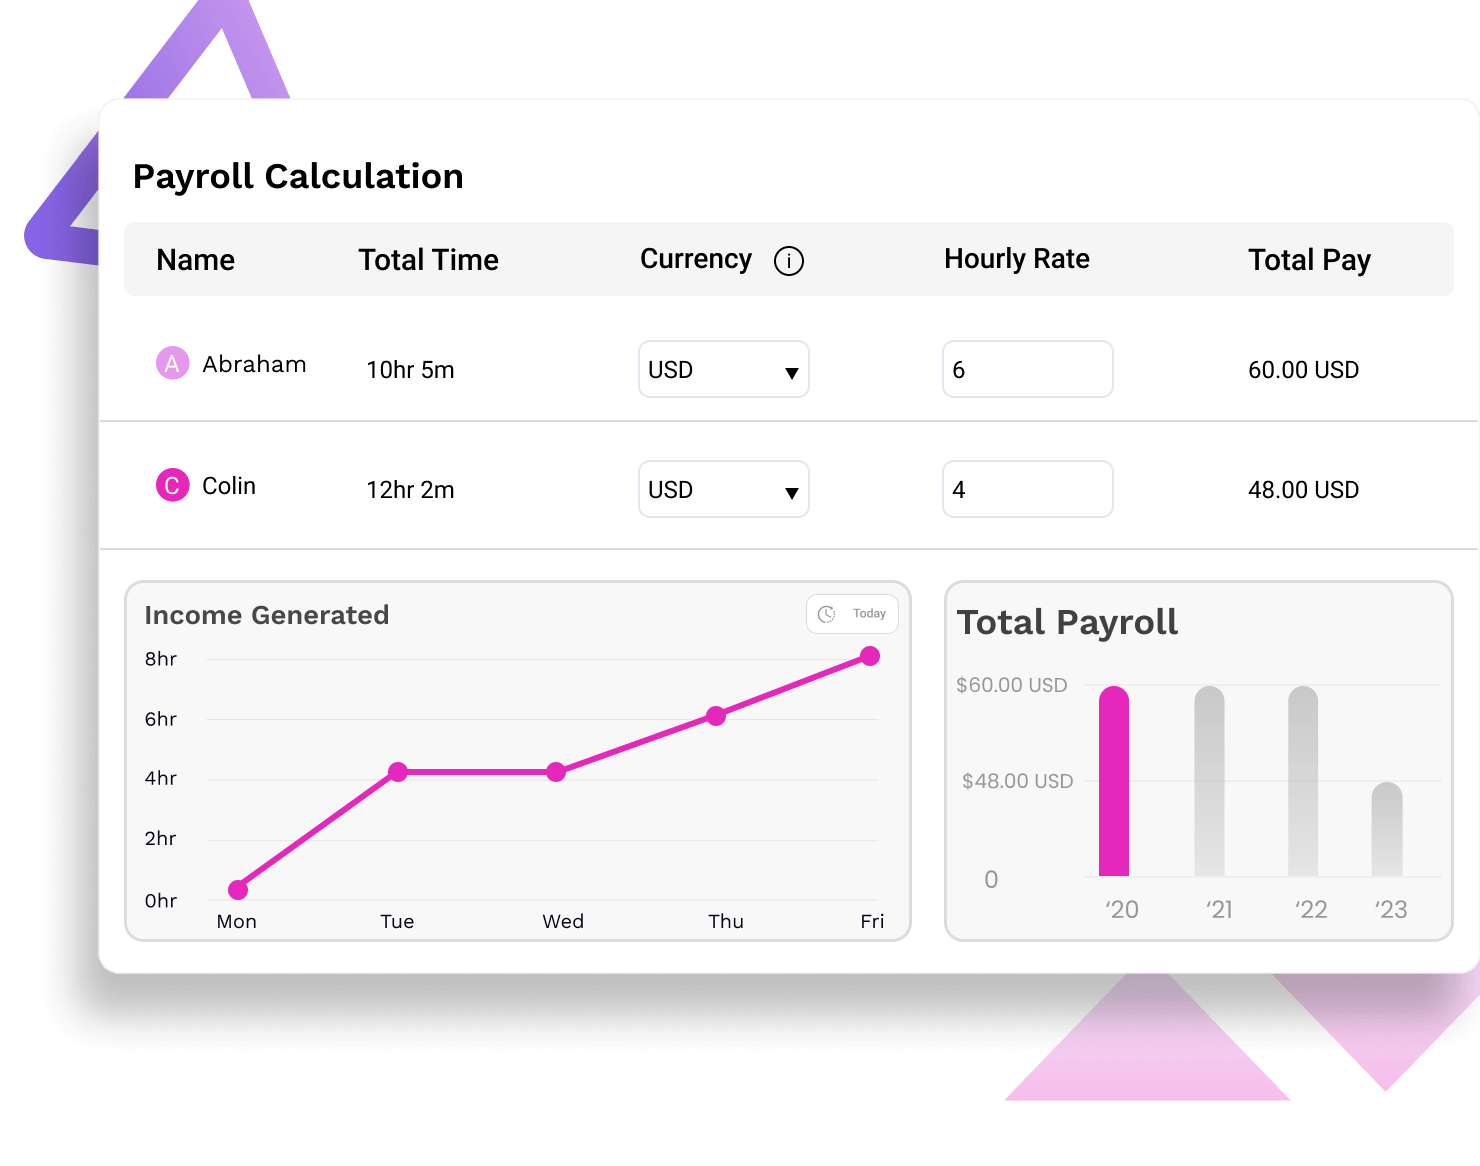 Payroll Calculation
Name Total Time Currency i Hourly Rate Total Pay
A Abraham 10hr 5m USD 6 60.00 USD
C Colin 12hr 2m USD 4 48.00 USD
Income Generated Today
8hr
6hr
4hr
2hr
0hr
Mon Tue Wed Thu Fri
Total Payroll
$60.00 USD
$48.00 USD
0
‘20 ‘21 ‘22 ‘23